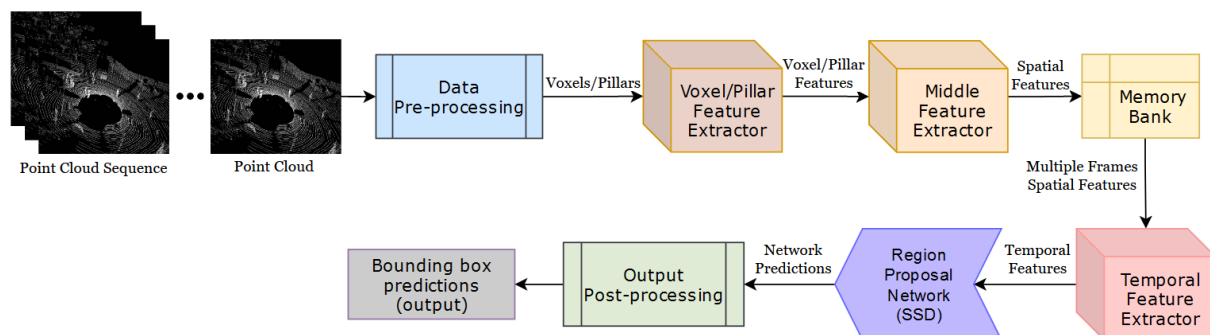 Point Cloud Sequence
Point Cloud
Data
Pre-processing
Voxels/Pillars
Voxel/Pillar
Feature
Extractor
Voxel/Pillar
Features
Middle
Feature
Extractor
Spatial
Features
Memory
Bank
Multiple Frames
Spatial Features
Temporal
Feature
Extractor
Temporal
Features
Region
Proposal
Network
(SSD)
Network
Predictions
Output
Post-processing
Bounding box
predictions
(output)